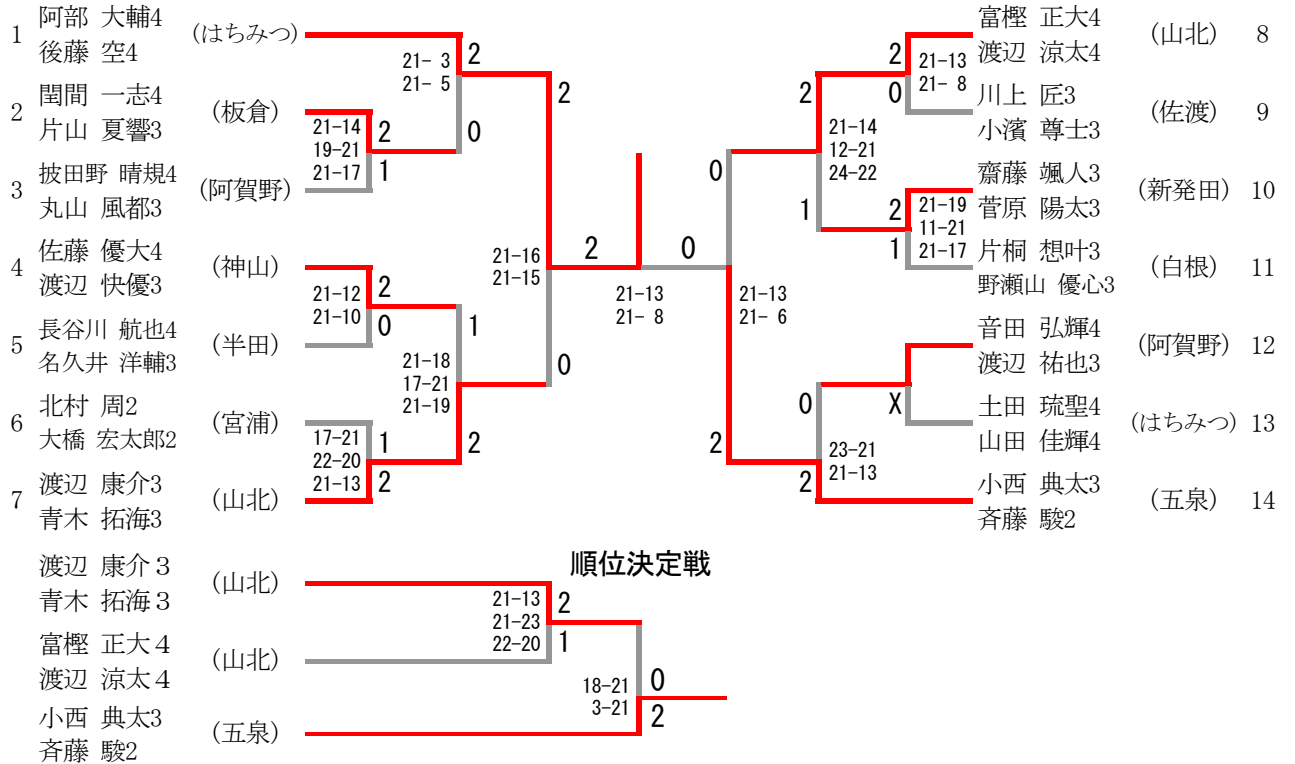 1 阿部 大輔4 (はちみつ)
後藤 空4
2 閏間 一志4 (板倉)
片山 夏響3
3 披田野 晴規4 (阿賀野)
丸山 風都3
4 佐藤 優大4 (神山)
渡辺 快優3
5 長谷川 航也4 (半田)
名久井 洋輔3
6 北村 周2 (宮浦)
大橋 宏太郎2
7 渡辺 康介3 (山北)
青木 拓海3
21-14 2
19-21
21-17 1
21-12 2
21-10 0
17-21 1
22-20
21-13 2
21- 3 2
21- 5
0
1
21-18
17-21
21-19
2
2
21-16
21-15
0
2 0
21-13
21- 8
0
21-13
21- 6
2
2
21-14
12-21
24-22
1
0
23-21
21-13
2
2 21-13
0 21- 8
2 21-19
11-21
1 21-17
X
富樫 正大4 (山北) 8
渡辺 涼太4
川上 匠3 (佐渡) 9
小濱 尊士3
齋藤 颯人3 (新発田) 10
菅原 陽太3
片桐 想叶3 (白根) 11
野瀬山 優心3
音田 弘輝4 (阿賀野) 12
渡辺 祐也3
土田 琉聖4 (はちみつ) 13
山田 佳輝4
小西 典太3 (五泉) 14
斉藤 駿2
順位決定戦
渡辺 康介３ (山北)
青木 拓海３
富樫 正大４ (山北)
渡辺 涼太４
小西 典太3 (五泉)
斉藤 駿2
21-13 2
21-23
22-20 1
18-21 0
3-21 2